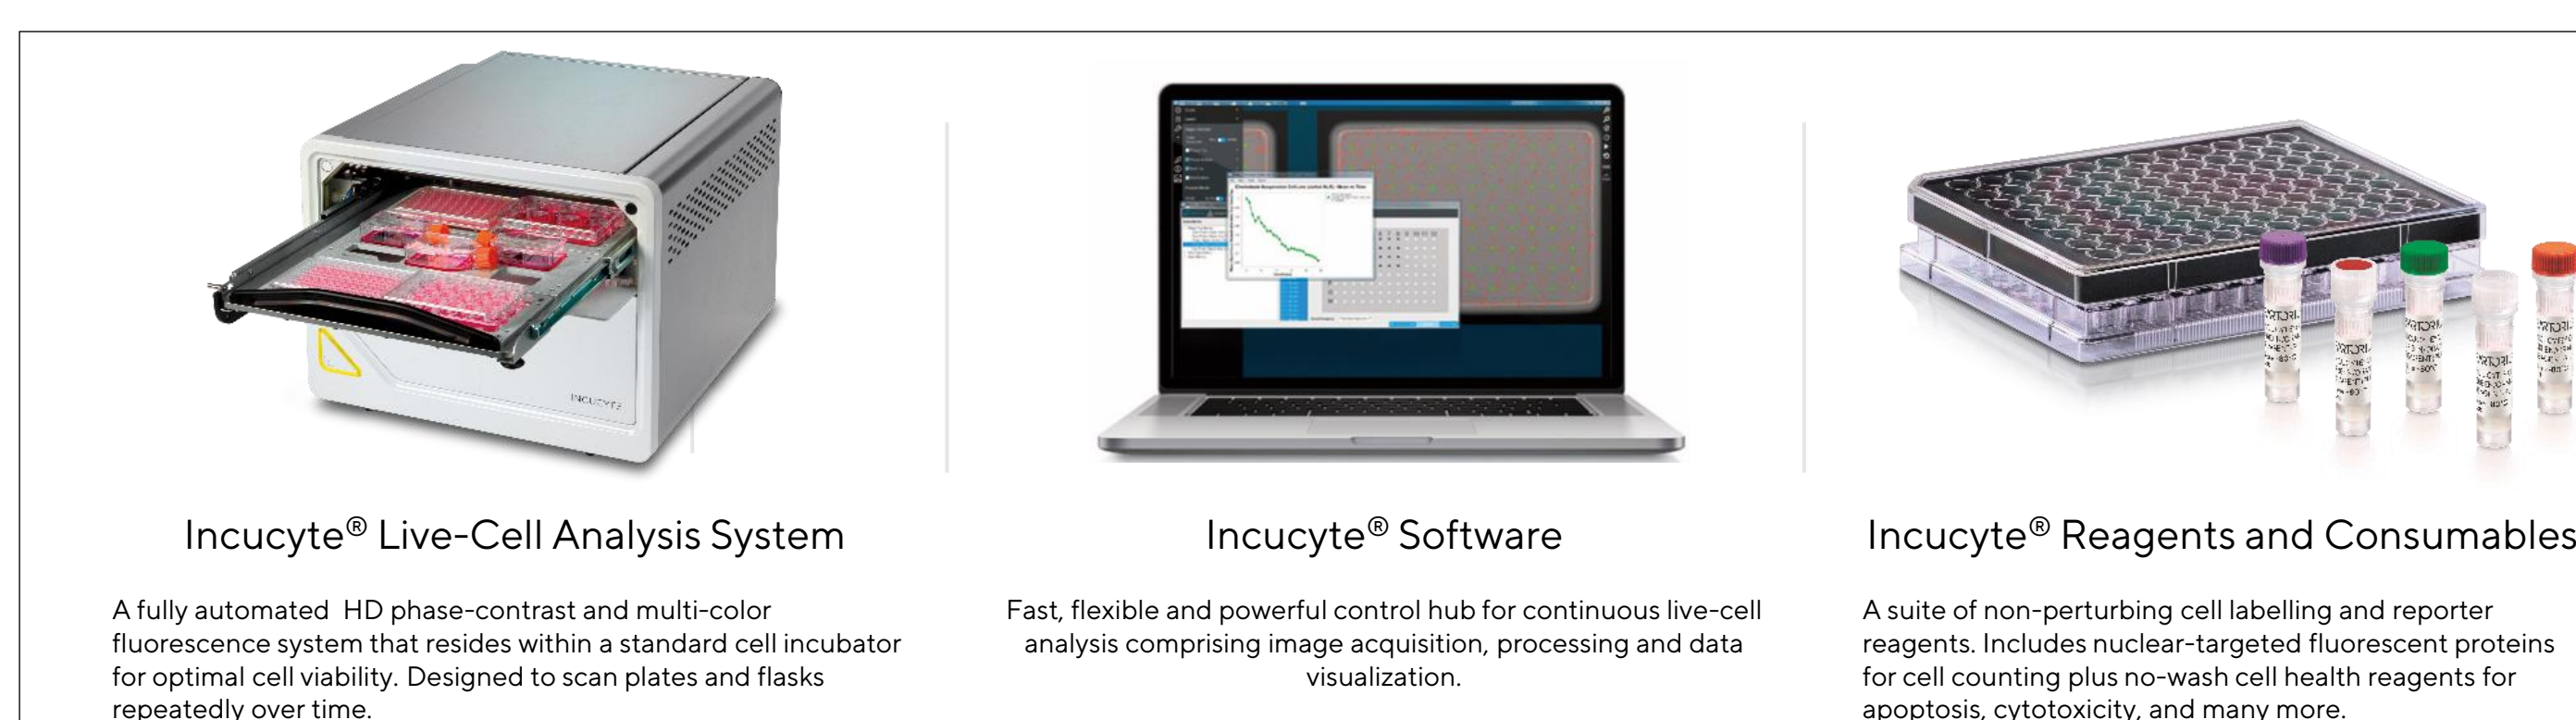 INCUCYTE
Incucyte® Live-Cell Analysis System
A fully automated HD phase-contrast and multi-color
fluorescence system that resides within a standard cell incubator
for optimal cell viability. Designed to scan plates and flasks
repeatedly over time.
Incucyte® Software
Fast, flexible and powerful control hub for continuous live-cell
analysis comprising image acquisition, processing and data
visualization.
Incucyte® Reagents and Consumables
A suite of non-perturbing cell labelling and reporter
reagents. Includes nuclear-targeted fluorescent proteins
for cell counting plus no-wash cell health reagents for
apoptosis, cytotoxicity, and many more.